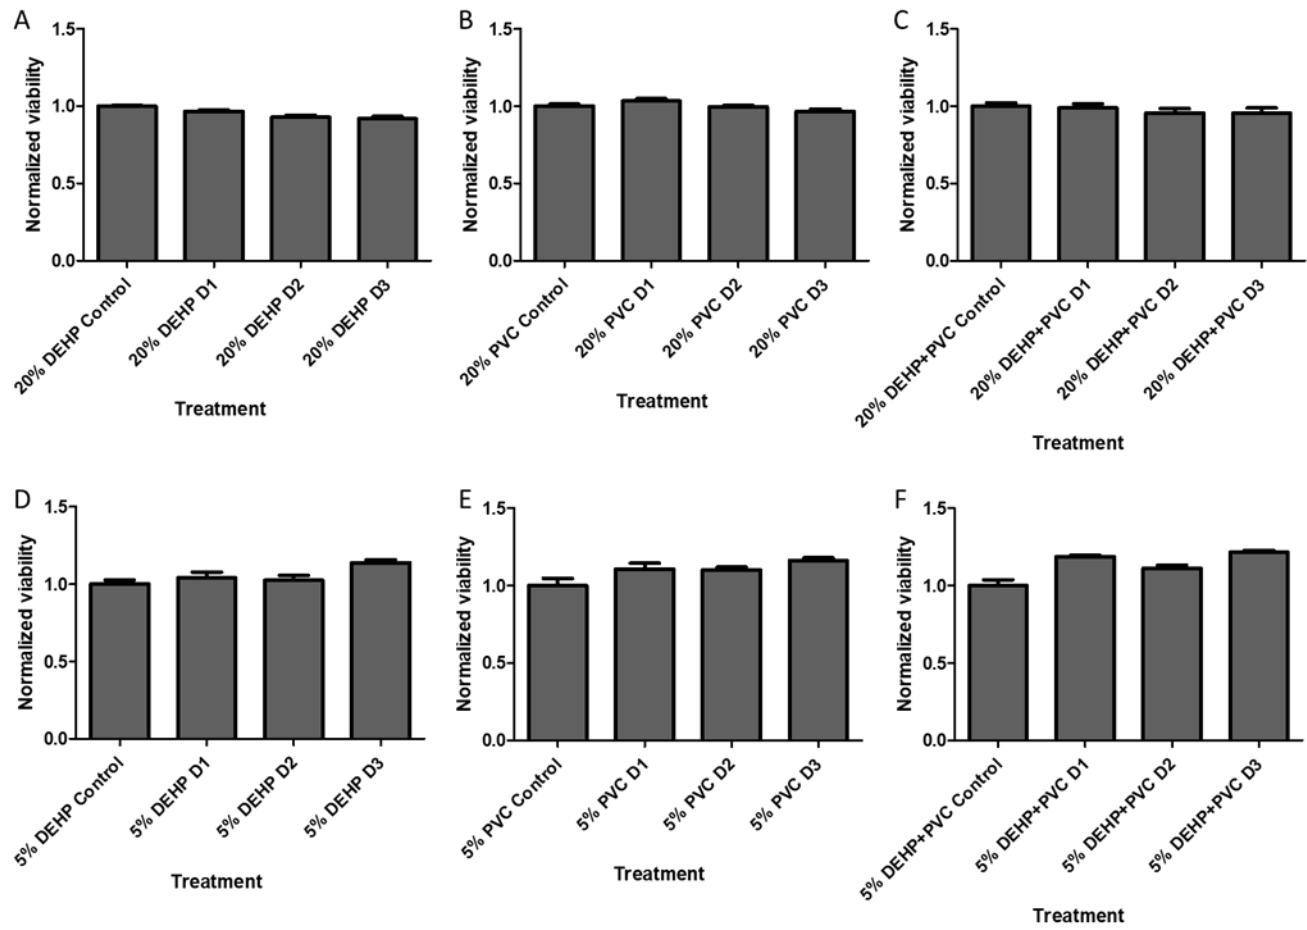 A
Normalized viability
1.5
1.0
0.5
0.0
20% DEHP Control
20% DEHP D1
20% DEHP D2
20% DEHP D3
Treatment
B
Normalized viability
1.5
1.0
0.5
0.0
20% PVC Control
20% PVC D1
20% PVC D2
20% PVC D3
Treatment
C
Normalized viability
1.5
1.0
0.5
0.0
20% DEHP+PVC Control
20% DEHP+PVC D1
20% DEHP+PVC D2
20% DEHP+PVC D3
Treatment
D
Normalized viability
1.5
1.0
0.5
0.0
5% DEHP Control
5% DEHP D1
5% DEHP D2
5% DEHP D3
Treatment
E
Normalized viability
1.5
1.0
0.5
0.0
5% PVC Control
5% PVC D1
5% PVC D2
5% PVC D3
Treatment
F
Normalized viability
1.5
1.0
0.5
0.0
5% DEHP+PVC Control
5% DEHP+PVC D1
5% DEHP+PVC D2
5% DEHP+PVC D3
Treatment